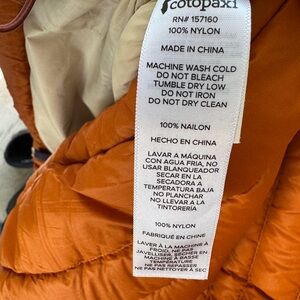 cotopaxi
RN# 157160
100% NYLON
MADE IN CHINA
MACHINE WASH COLD
DO NOT BLEACH
TUMBLE DRY LOW
DO NOT IRON
DO NOT DRY CLEAN
100% NAILON
HECHO EN CHINA
LAVAR A MÁQUINA
CON AGUA FRIA, NO
USAR BLANQUEADOR
SECAR EN LA
SECADORA A
TEMPERATURA BAJA
NO PLANCHAR
NO LLEVAR A LA
TINTORERÍA
100% NYLON
FABRIQUÉ EN CHINE
LAVER À LA MACHINE À
FROID, NE PAS
JAVELLISER, SÉCHER EN
MACHINE À BASSE
TEMPÉRATURE
NE PAS REPASSER
NE PAS NETTOYER À SEC